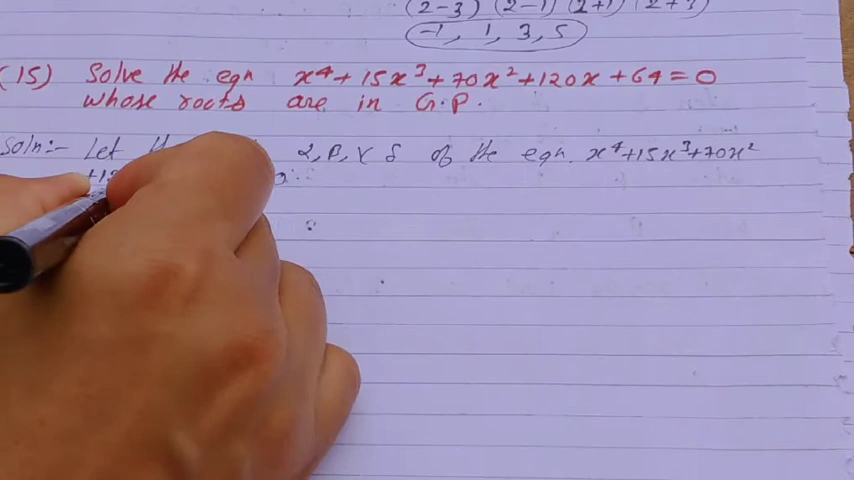 (2-3) (2-1) (2+1) (2+3)
-1, 1, 3, 5
(15) Solve the eqn x⁴+15x³+70x²+120x+64=0
whose roots are in G.P.
Soln:- Let α, β, γ δ of the eqn. x⁴+15x³+70x²